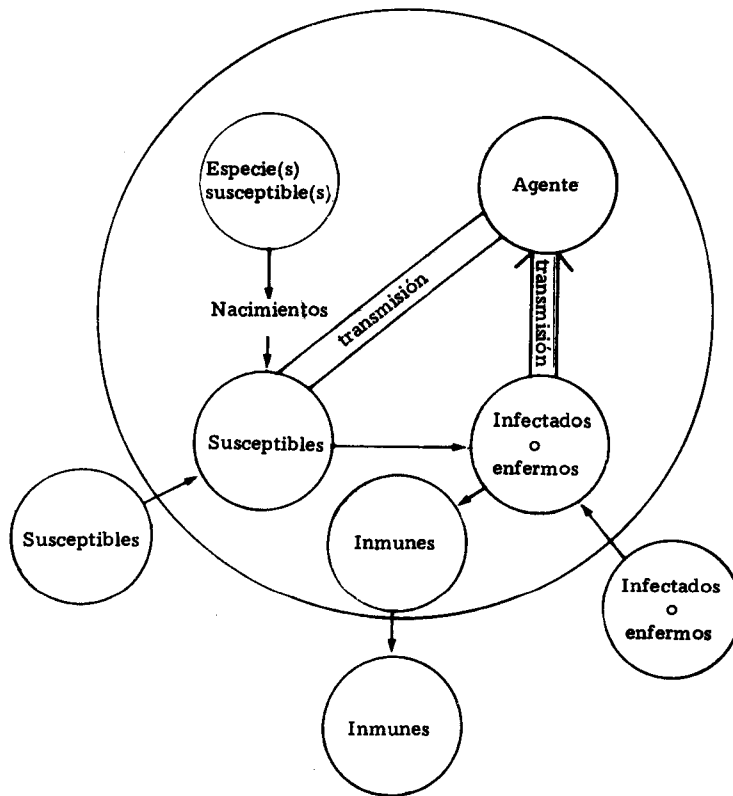 Especie(s)
susceptible(s)
Agente
Nacimientos
transmisión
transmisión
Susceptibles
Infectados
o
enfermos
Susceptibles
Inmunes
Infectados
o
enfermos
Inmunes